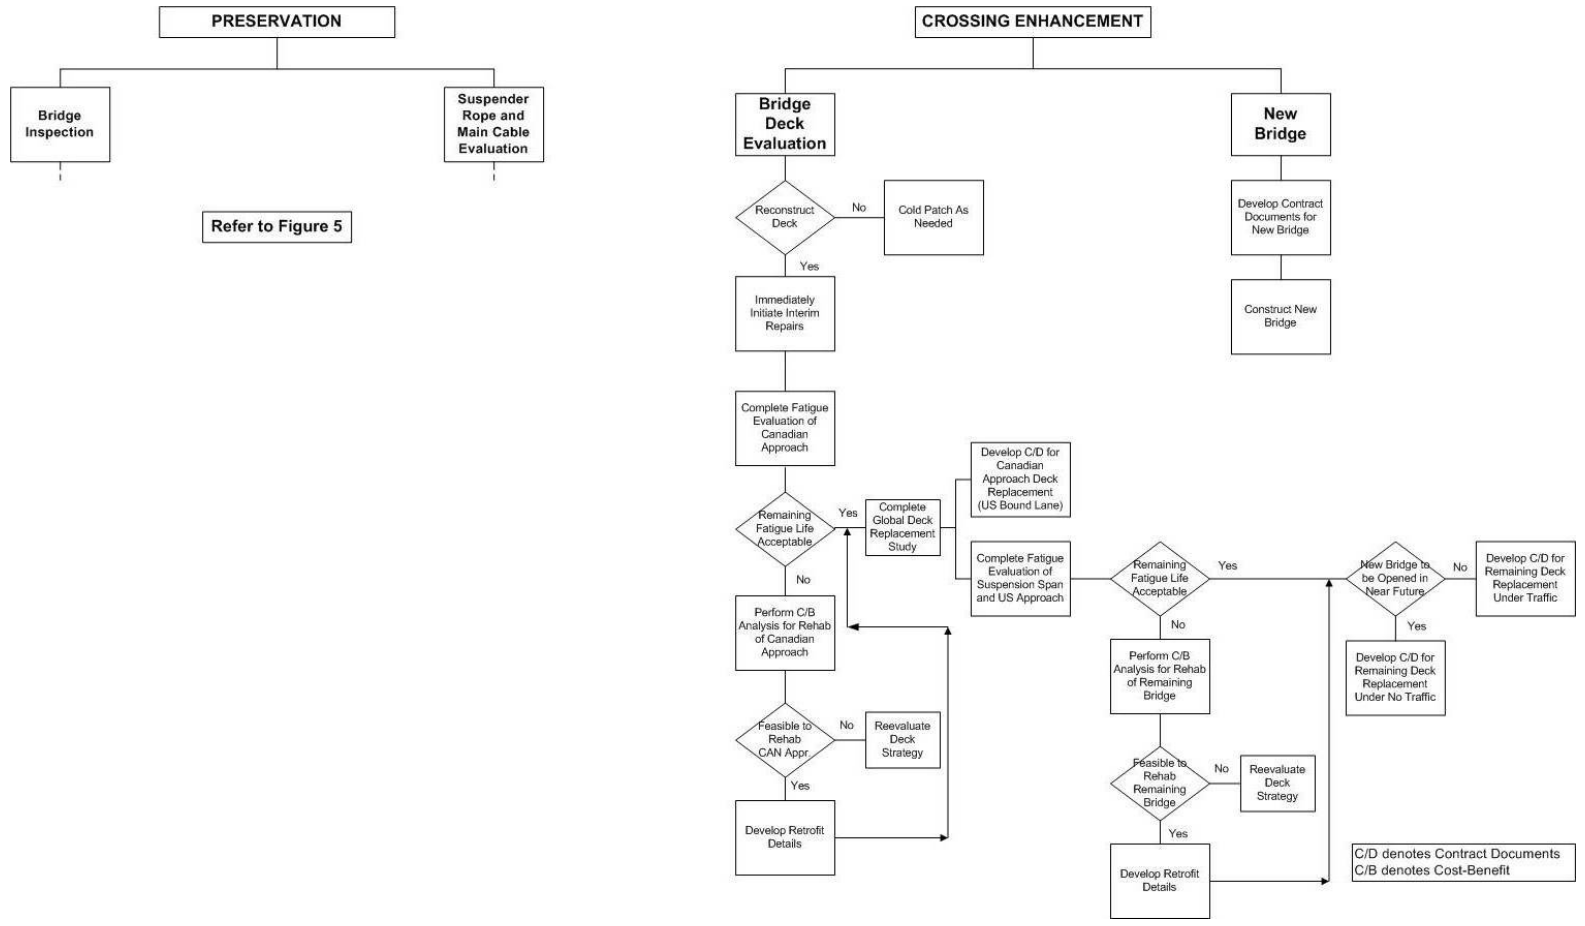 PRESERVATION
Bridge
Inspection
Suspender
Rope and
Main Cable
Evaluation
Refer to Figure 5
CROSSING ENHANCEMENT
Bridge
Deck
Evaluation
New
Bridge
Reconstruct
Deck
No
Cold Patch As
Needed
Yes
Develop Contract
Documents for
New Bridge
Immediately
Initiate Interim
Repairs
Construct New
Bridge
Complete Fatigue
Evaluation of
Canadian
Approach
Remaining
Fatigue Life
Acceptable
Yes
Complete
Global Deck
Replacement
Study
Develop C/D for
Canadian
Approach Deck
Replacement
(US Bound Lane)
Complete Fatigue
Evaluation of
Suspension Span
and US Approach
Remaining
Fatigue Life
Acceptable
Yes
New Bridge to
be Opened in
Near Future
No
Develop C/D for
Remaining Deck
Replacement
Under Traffic
No
Perform C/B
Analysis for Rehab
of Canadian
Approach
No
Perform C/B
Analysis for Rehab
of Remaining
Bridge
Yes
Develop C/D for
Remaining Deck
Replacement
Under No Traffic
Feasible to
Rehab
CAN Appr.
No
Reevaluate
Deck
Strategy
Yes
Feasible to
Rehab
Remaining
Bridge
No
Reevaluate
Deck
Strategy
Yes
Develop Retrofit
Details
Develop Retrofit
Details
C/D denotes Contract Documents
C/B denotes Cost-Benefit